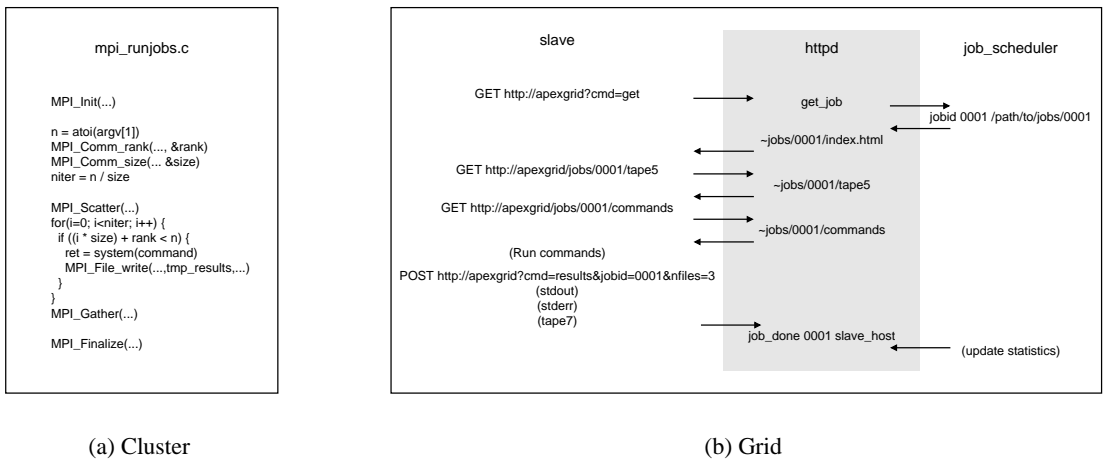 mpi_runjobs.c
MPI_Init(...)
n = atoi(argv[1])
MPI_Comm_rank(..., &rank)
MPI_Comm_size(... &size)
niter = n / size
MPI_Scatter(...)
for(i=0; i<niter; i++) {
if ((i * size) + rank < n) {
ret = system(command)
MPI_File_write(...,tmp_results,...)
}
}
MPI_Gather(...)
MPI_Finalize(...)
(a) Cluster
slave
httpd
job_scheduler
GET http://apexgrid?cmd=get
get_job
jobid 0001 /path/to/jobs/0001
~jobs/0001/index.html
GET http://apexgrid/jobs/0001/tape5
~jobs/0001/tape5
GET http://apexgrid/jobs/0001/commands
~jobs/0001/commands
(Run commands)
POST http://apexgrid?cmd=results&jobid=0001&nfiles=3
(stdout)
(stderr)
(tape7)
job_done 0001 slave_host
(update statistics)
(b) Grid